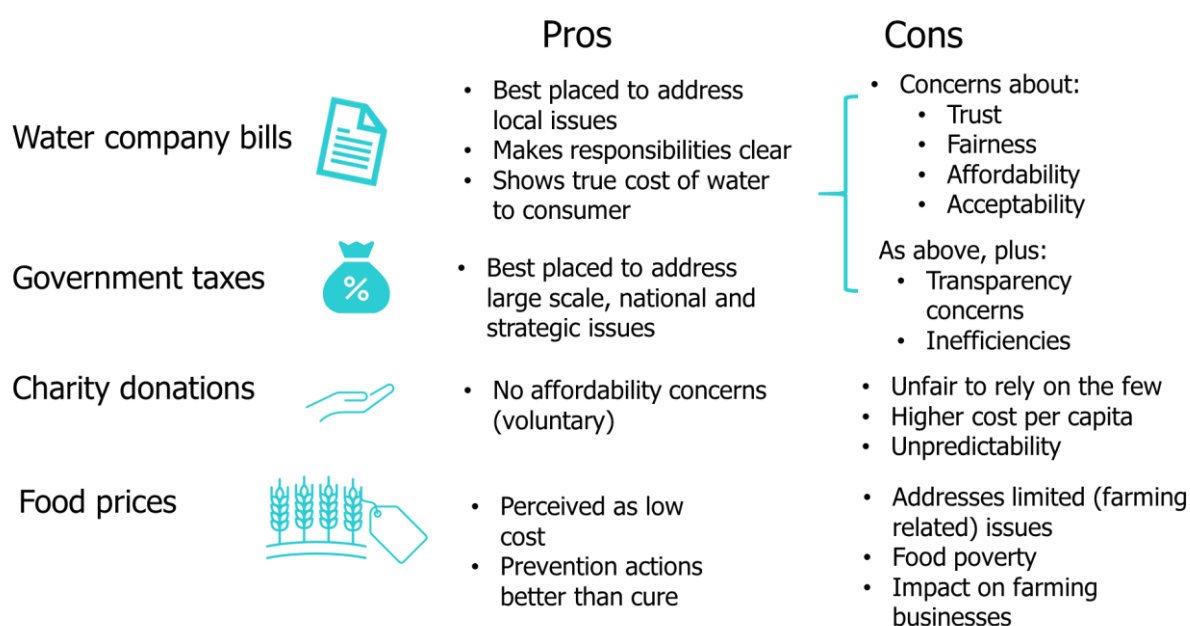 Pros
Cons
Water company bills
• Best placed to address
local issues
• Makes responsibilities clear
• Shows true cost of water
to consumer
• Concerns about:
• Trust
• Fairness
• Affordability
• Acceptability
Government taxes
%
• Best placed to address
large scale, national and
strategic issues
As above, plus:
• Transparency
concerns
• Inefficiencies
Charity donations
• No affordability concerns
(voluntary)
• Unfair to rely on the few
• Higher cost per capita
• Unpredictability
Food prices
• Perceived as low
cost
• Prevention actions
better than cure
• Addresses limited (farming
related) issues
• Food poverty
• Impact on farming
businesses